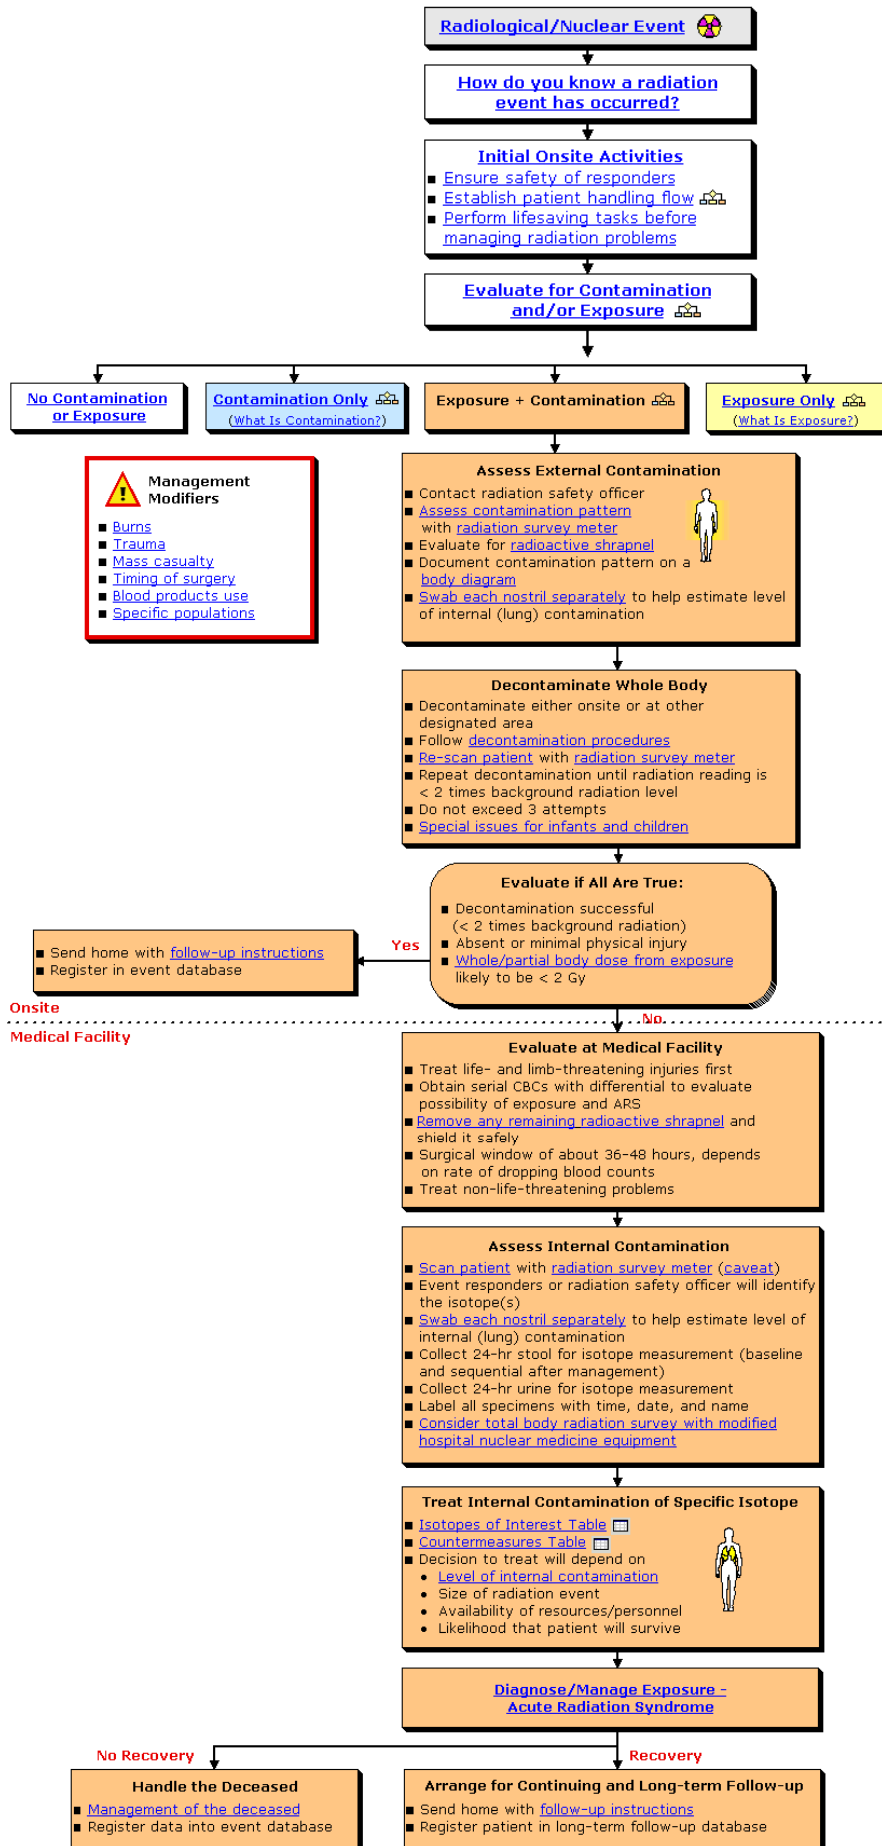 Radiological/Nuclear Event
How do you know a radiation
event has occurred?
Initial Onsite Activities
■ Ensure safety of responders
■ Establish patient handling flow
■ Perform lifesaving tasks before
managing radiation problems
Evaluate for Contamination
and/or Exposure
No Contamination
or Exposure
Contamination Only
(What Is Contamination?)
Exposure + Contamination
Exposure Only
(What Is Exposure?)
Management
Modifiers
■ Burns
■ Trauma
■ Mass casualty
■ Timing of surgery
■ Blood products use
■ Specific populations
Assess External Contamination
■ Contact radiation safety officer
■ Assess contamination pattern
with radiation survey meter
■ Evaluate for radioactive shrapnel
■ Document contamination pattern on a
body diagram
■ Swab each nostril separately to help estimate level
of internal (lung) contamination
Decontaminate Whole Body
■ Decontaminate either onsite or at other
designated area
■ Follow decontamination procedures
■ Re-scan patient with radiation survey meter
■ Repeat decontamination until radiation reading is
< 2 times background radiation level
■ Do not exceed 3 attempts
■ Special issues for infants and children
Evaluate if All Are True:
■ Decontamination successful
(< 2 times background radiation)
■ Absent or minimal physical injury
■ Whole/partial body dose from exposure
likely to be < 2 Gy
Yes
■ Send home with follow-up instructions
■ Register in event database
Onsite
No
Medical Facility
Evaluate at Medical Facility
■ Treat life- and limb-threatening injuries first
■ Obtain serial CBCs with differential to evaluate
possibility of exposure and ARS
■ Remove any remaining radioactive shrapnel and
shield it safely
■ Surgical window of about 36-48 hours, depends
on rate of dropping blood counts
■ Treat non-life-threatening problems
Assess Internal Contamination
■ Scan patient with radiation survey meter (caveat)
■ Event responders or radiation safety officer will identify
the isotope(s)
■ Swab each nostril separately to help estimate level of
internal (lung) contamination
■ Collect 24-hr stool for isotope measurement (baseline
and sequential after management)
■ Collect 24-hr urine for isotope measurement
■ Label all specimens with time, date, and name
■ Consider total body radiation survey with modified
hospital nuclear medicine equipment
Treat Internal Contamination of Specific Isotope
■ Isotopes of Interest Table
■ Countermeasures Table
■ Decision to treat will depend on
• Level of internal contamination
• Size of radiation event
• Availability of resources/personnel
• Likelihood that patient will survive
Diagnose/Manage Exposure -
Acute Radiation Syndrome
No Recovery
Recovery
Handle the Deceased
■ Management of the deceased
■ Register data into event database
Arrange for Continuing and Long-term Follow-up
■ Send home with follow-up instructions
■ Register patient in long-term follow-up database